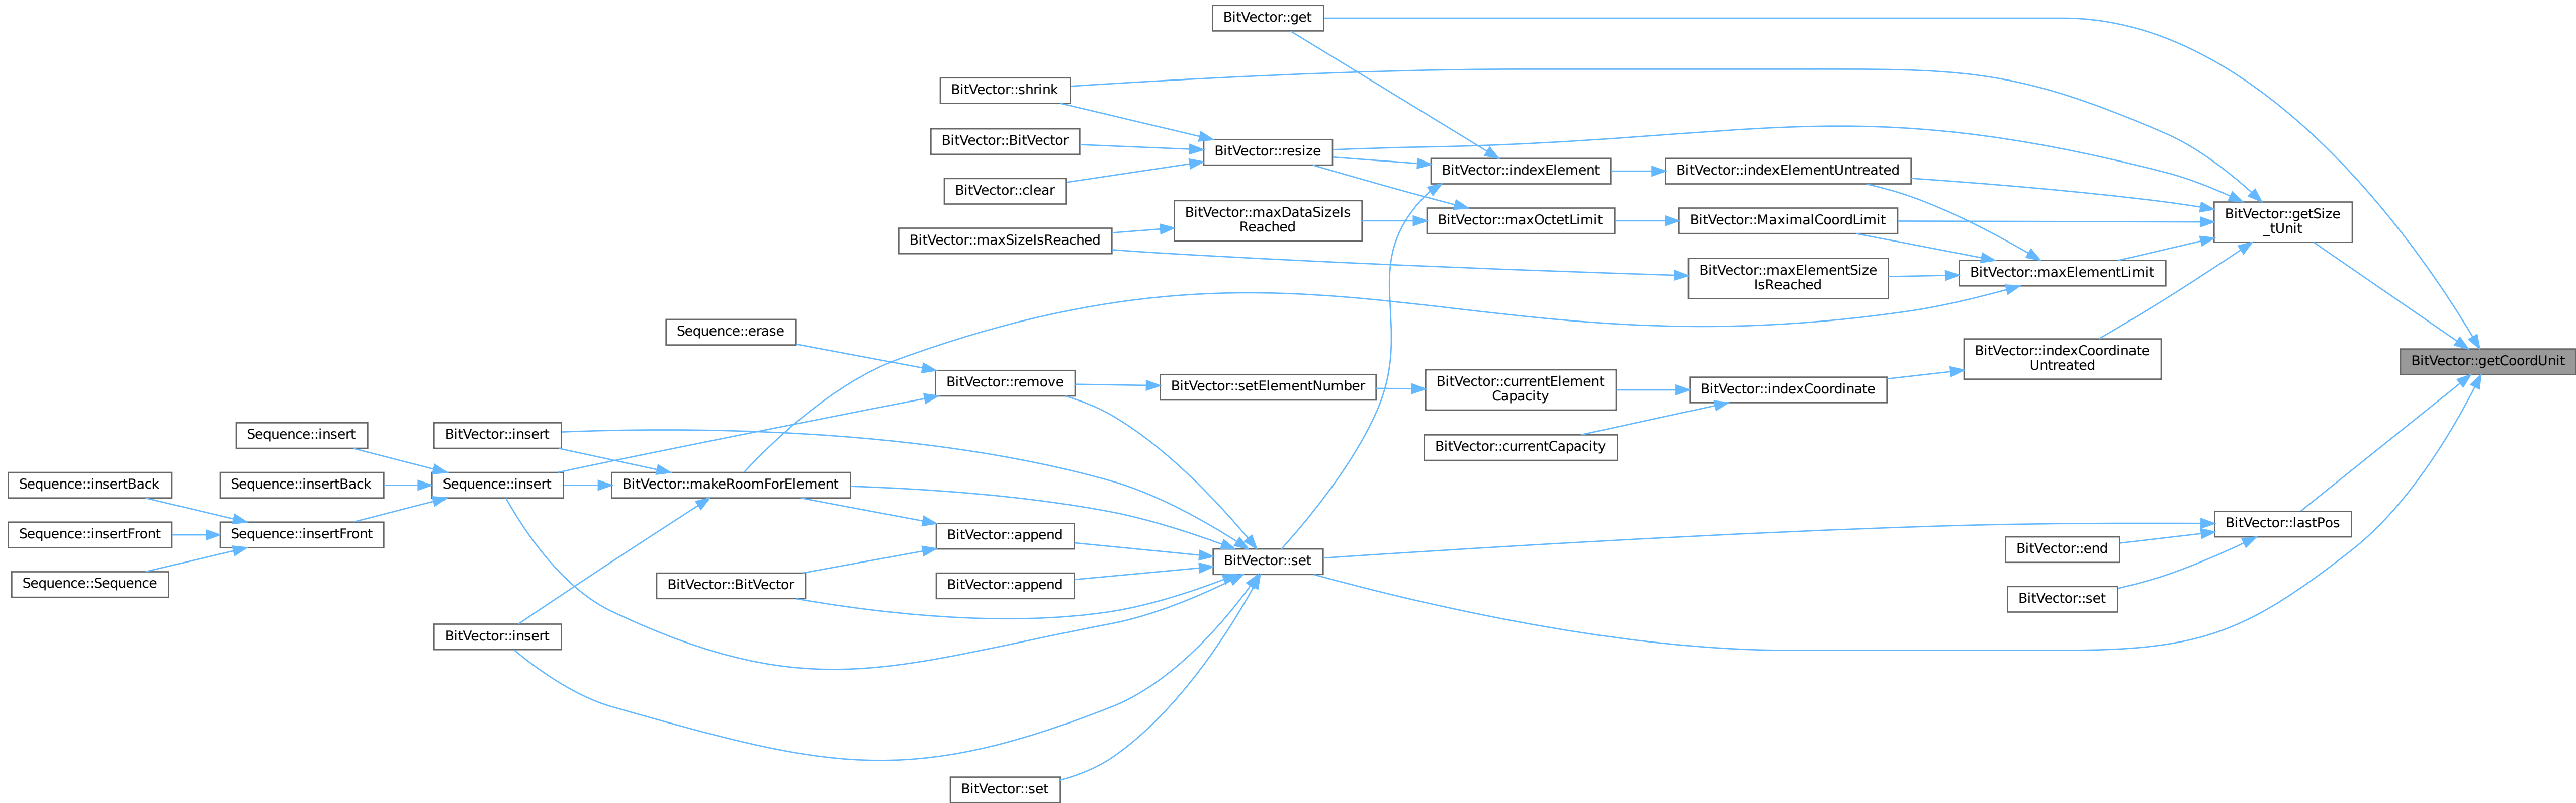 BitVector::get
BitVector::shrink
BitVector::BitVector
BitVector::resize
BitVector::indexElement
BitVector::indexElementUntreated
BitVector::clear
BitVector::maxDataSizeIs
Reached
BitVector::maxOctetLimit
BitVector::MaximalCoordLimit
BitVector::getSize
_tUnit
BitVector::maxSizeIsReached
BitVector::maxElementSize
IsReached
BitVector::maxElementLimit
Sequence::erase
BitVector::indexCoordinate
Untreated
BitVector::getCoordUnit
BitVector::remove
BitVector::setElementNumber
BitVector::currentElement
Capacity
BitVector::indexCoordinate
Sequence::insert
BitVector::insert
BitVector::currentCapacity
Sequence::insertBack
Sequence::insertBack
Sequence::insert
BitVector::makeRoomForElement
Sequence::insertFront
Sequence::insertFront
BitVector::append
BitVector::lastPos
BitVector::end
BitVector::set
Sequence::Sequence
BitVector::BitVector
BitVector::append
BitVector::set
BitVector::insert
BitVector::set